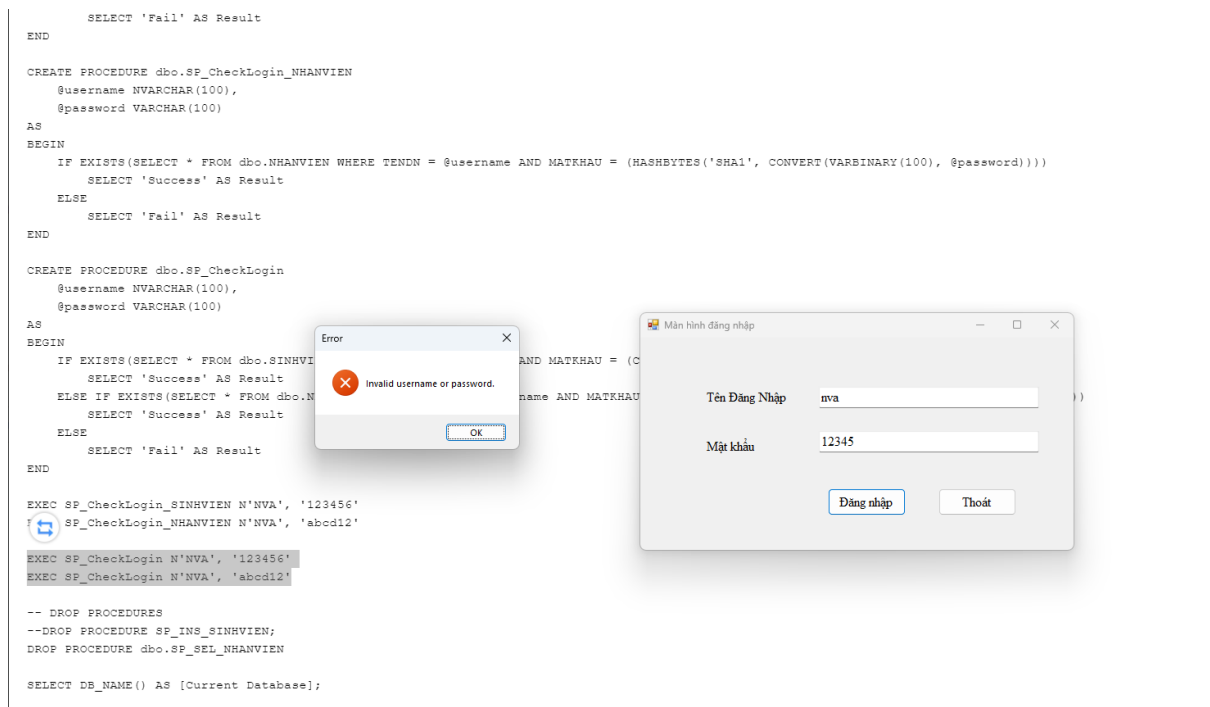 SELECT 'Fail' AS Result
END

CREATE PROCEDURE dbo.SP_CheckLogin_NHANVIEN
    @username NVARCHAR(100),
    @password VARCHAR(100)
AS
BEGIN
    IF EXISTS(SELECT * FROM dbo.NHANVIEN WHERE TENDN = @username AND MATKHAU = (HASHBYTES('SHA1', CONVERT(VARBINARY(100), @password))))
        SELECT 'Success' AS Result
    ELSE
        SELECT 'Fail' AS Result
END

CREATE PROCEDURE dbo.SP_CheckLogin
    @username NVARCHAR(100),
    @password VARCHAR(100)
AS
BEGIN
    IF EXISTS(SELECT * FROM dbo.SINHVI AND MATKHAU = (C
        SELECT 'Success' AS Result
    ELSE IF EXISTS(SELECT * FROM dbo.N name AND MATKHAU ))
        SELECT 'Success' AS Result
    ELSE
        SELECT 'Fail' AS Result
END

EXEC SP_CheckLogin_SINHVIEN N'NVA', '123456'
SP_CheckLogin_NHANVIEN N'NVA', 'abcd12'

EXEC SP_CheckLogin N'NVA', '123456'
EXEC SP_CheckLogin N'NVA', 'abcd12'

-- DROP PROCEDURES
--DROP PROCEDURE SP_INS_SINHVIEN;
DROP PROCEDURE dbo.SP_SEL_NHANVIEN

SELECT DB_NAME() AS [Current Database];
Error
Invalid username or password.
OK
Màn hình đăng nhập
Tên Đăng Nhập nva
Mật khẩu 12345
Đăng nhập Thoát